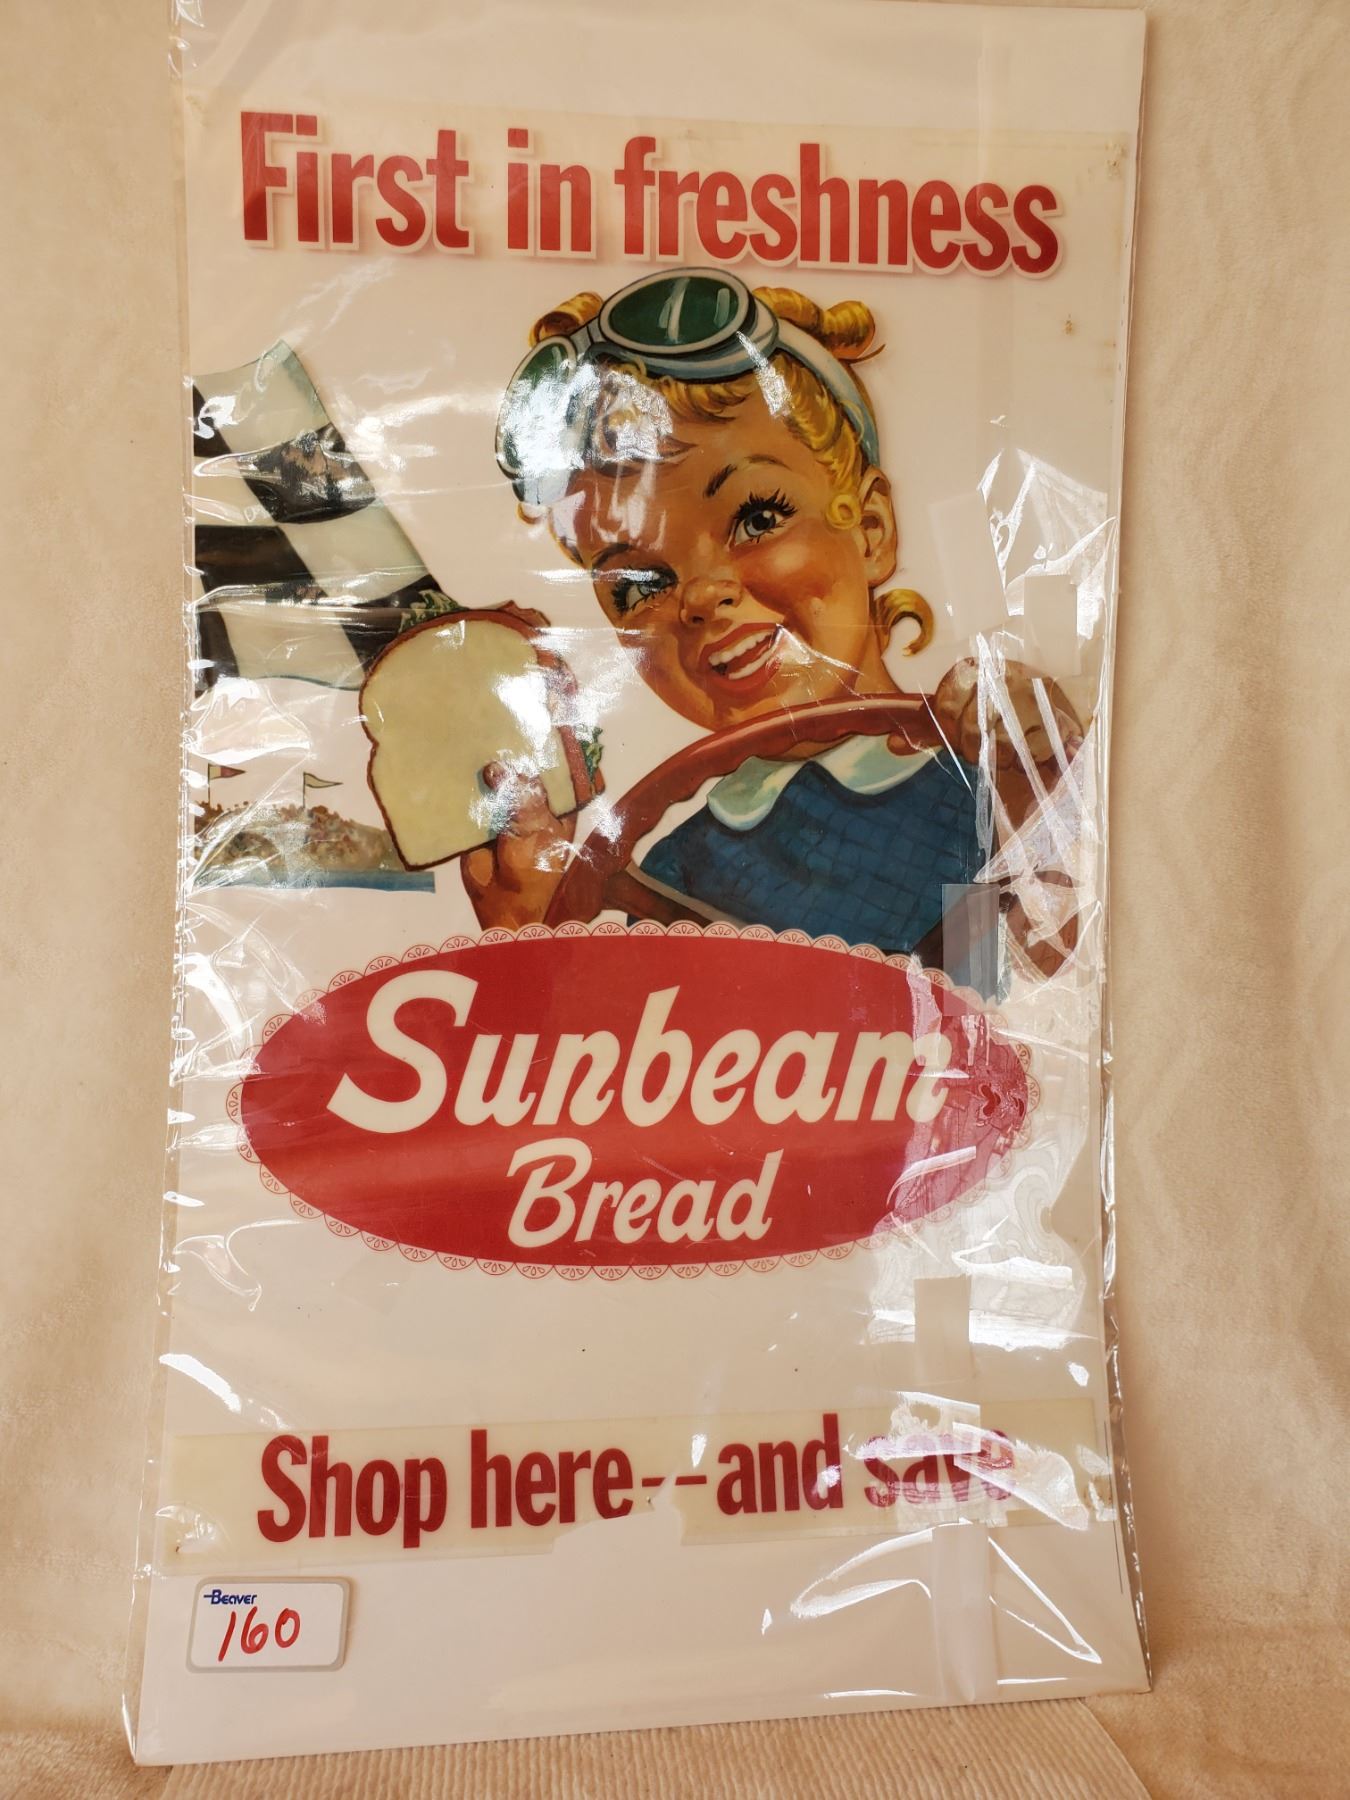 First in freshness
Sunbeam
Bread
Shop here--and save
Beaver
160